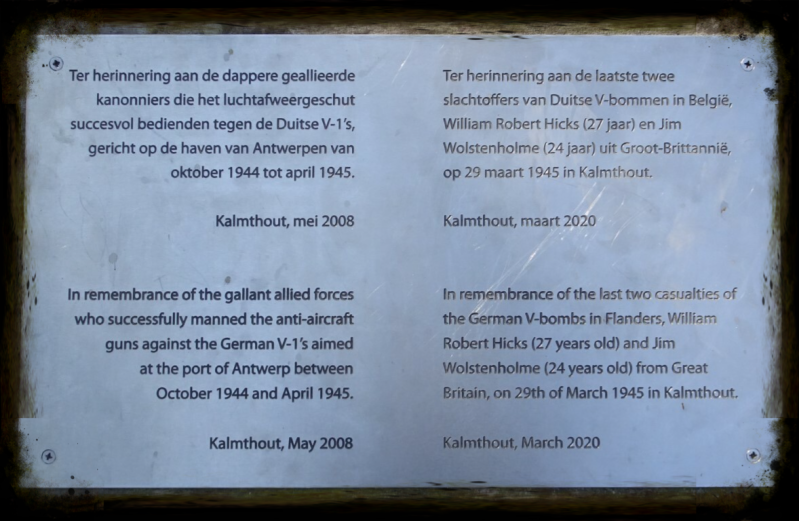 Ter herinnering aan de dappere geallieerde
kanonniers die het luchtafweergeschut
succesvol bedienden tegen de Duitse V-1's,
gericht op de haven van Antwerpen van
oktober 1944 tot april 1945.
Kalmthout, mei 2008
In remembrance of the gallant allied forces
who successfully manned the anti-aircraft
guns against the German V-1's aimed
at the port of Antwerp between
October 1944 and April 1945.
Kalmthout, May 2008
Ter herinnering aan de laatste twee
slachtoffers van Duitse V-bommen in België,
William Robert Hicks (27 jaar) en Jim
Wolstenholme (24 jaar) uit Groot-Brittannië,
op 29 maart 1945 in Kalmthout.
Kalmthout, maart 2020
In remembrance of the last two casualties of
the German V-bombs in Flanders, William
Robert Hicks (27 years old) and Jim
Wolstenholme (24 years old) from Great
Britain, on 29th of March 1945 in Kalmthout.
Kalmthout, March 2020